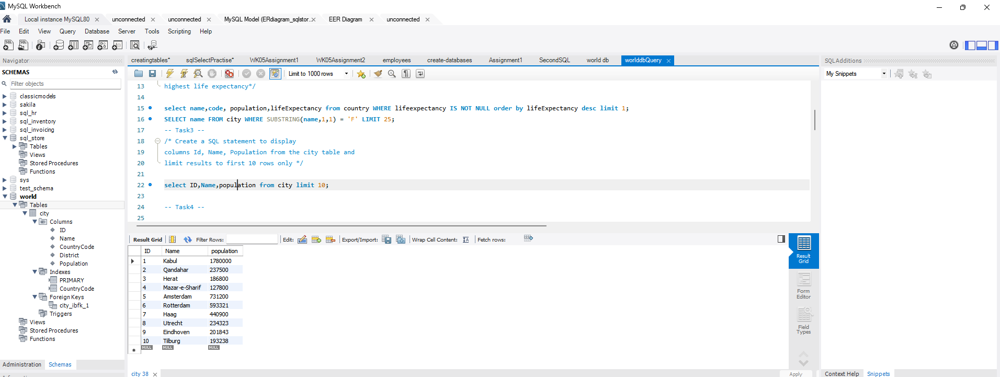 MySQL Workbench
Local instance MySQL80
unconnected
unconnected
MySQL Model (ERdiagram_sqlstor...
EER Diagram
unconnected
File Edit View Query Database Server Tools Scripting Help
Navigator
SCHEMAS
Filter objects
classicmodels
sakila
sql_hr
sql_inventory
sql_invoicing
sql_store
Tables
Views
Stored Procedures
Functions
sys
test_schema
world
Tables
city
Columns
ID
Name
CountryCode
District
Population
Indexes
PRIMARY
CountryCode
Foreign Keys
city_ibfk_1
Triggers
Views
Stored Procedures
Functions
Administration Schemas
creatingtables* sqlSelectPractise* WK05Assignment1 WK05Assignment2 employees create-databases Assignment1 SecondSQL world db worlddbQuery
Limit to 1000 rows
13 highest life expectancy*/
14
15 select name,code, population,lifeExpectancy from country WHERE lifeexpectancy IS NOT NULL order by lifeExpectancy desc limit 1;
16 SELECT name FROM city WHERE SUBSTRING(name,1,1) = 'F' LIMIT 25;
17 -- Task3 --
18 /* Create a SQL statement to display
19 columns Id, Name, Population from the city table and
20 limit results to first 10 rows only */
21
22 select ID,Name,population from city limit 10;
23
24 -- Task4 --
25
Result Grid Filter Rows: Edit: Export/Import: Wrap Cell Content: Fetch rows:
ID Name population
1 Kabul 1780000
2 Qandahar 237500
3 Herat 186800
4 Mazar-e-Sharif 127800
5 Amsterdam 731200
6 Rotterdam 593321
7 Haag 440900
8 Utrecht 234323
9 Eindhoven 201843
10 Tilburg 193238
NULL NULL NULL
Result
Grid
Form
Editor
Field
Types
city 38
Apply
SQLAdditions
My Snippets
Context Help Snippets